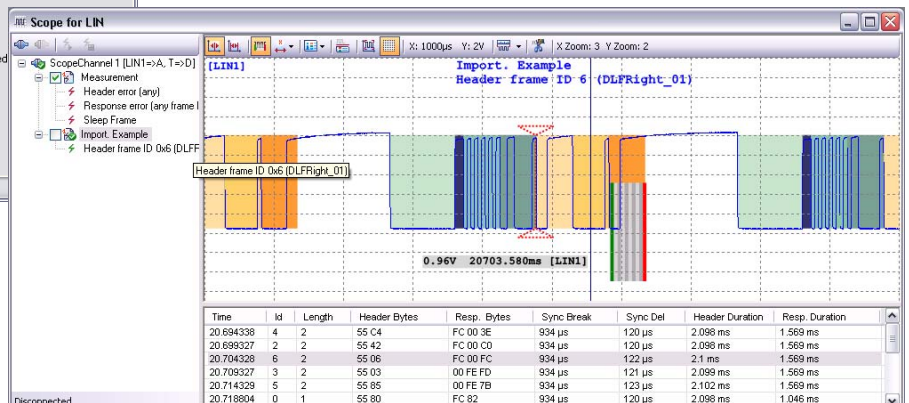 Scope for LIN
X: 1000µs Y: 2V
X Zoom: 3 Y Zoom: 2
ScopeChannel 1 [LIN1=>A, T=>D]
Measurement
Header error (any)
Response error (any frame I
Sleep Frame
Import. Example
Header frame ID 0x6 (DLFF
Header frame ID 0x6 (DLFRight_01)
[LIN1]
Import. Example
Header frame ID 6 (DLFRight_01)
0.96V 20703.580ms [LIN1]
Time Id Length Header Bytes Resp. Bytes Sync Break Sync Del Header Duration Resp. Duration
20.694338 4 2 55 C4 FC 00 3E 934 µs 120 µs 2.098 ms 1.569 ms
20.699327 2 2 55 42 FC 00 C0 934 µs 120 µs 2.098 ms 1.569 ms
20.704328 6 2 55 06 FC 00 FC 934 µs 122 µs 2.1 ms 1.569 ms
20.709327 3 2 55 03 00 FE FD 934 µs 121 µs 2.099 ms 1.569 ms
20.714329 5 2 55 85 00 FE 7B 934 µs 123 µs 2.102 ms 1.569 ms
20.718804 0 1 55 80 FC 82 934 µs 120 µs 2.098 ms 1.046 ms
Disconnected